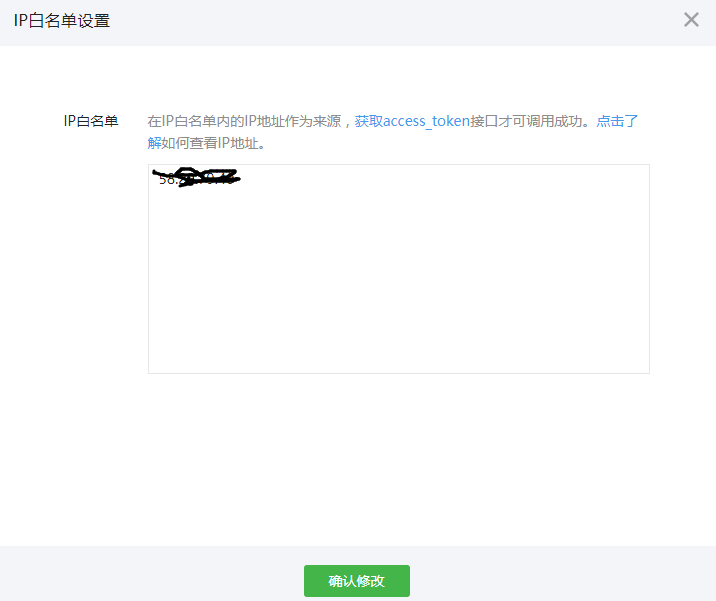 IP白名单设置
IP白名单
在IP白名单内的IP地址作为来源，获取access_token接口才可调用成功。点击了
解如何查看IP地址。
确认修改